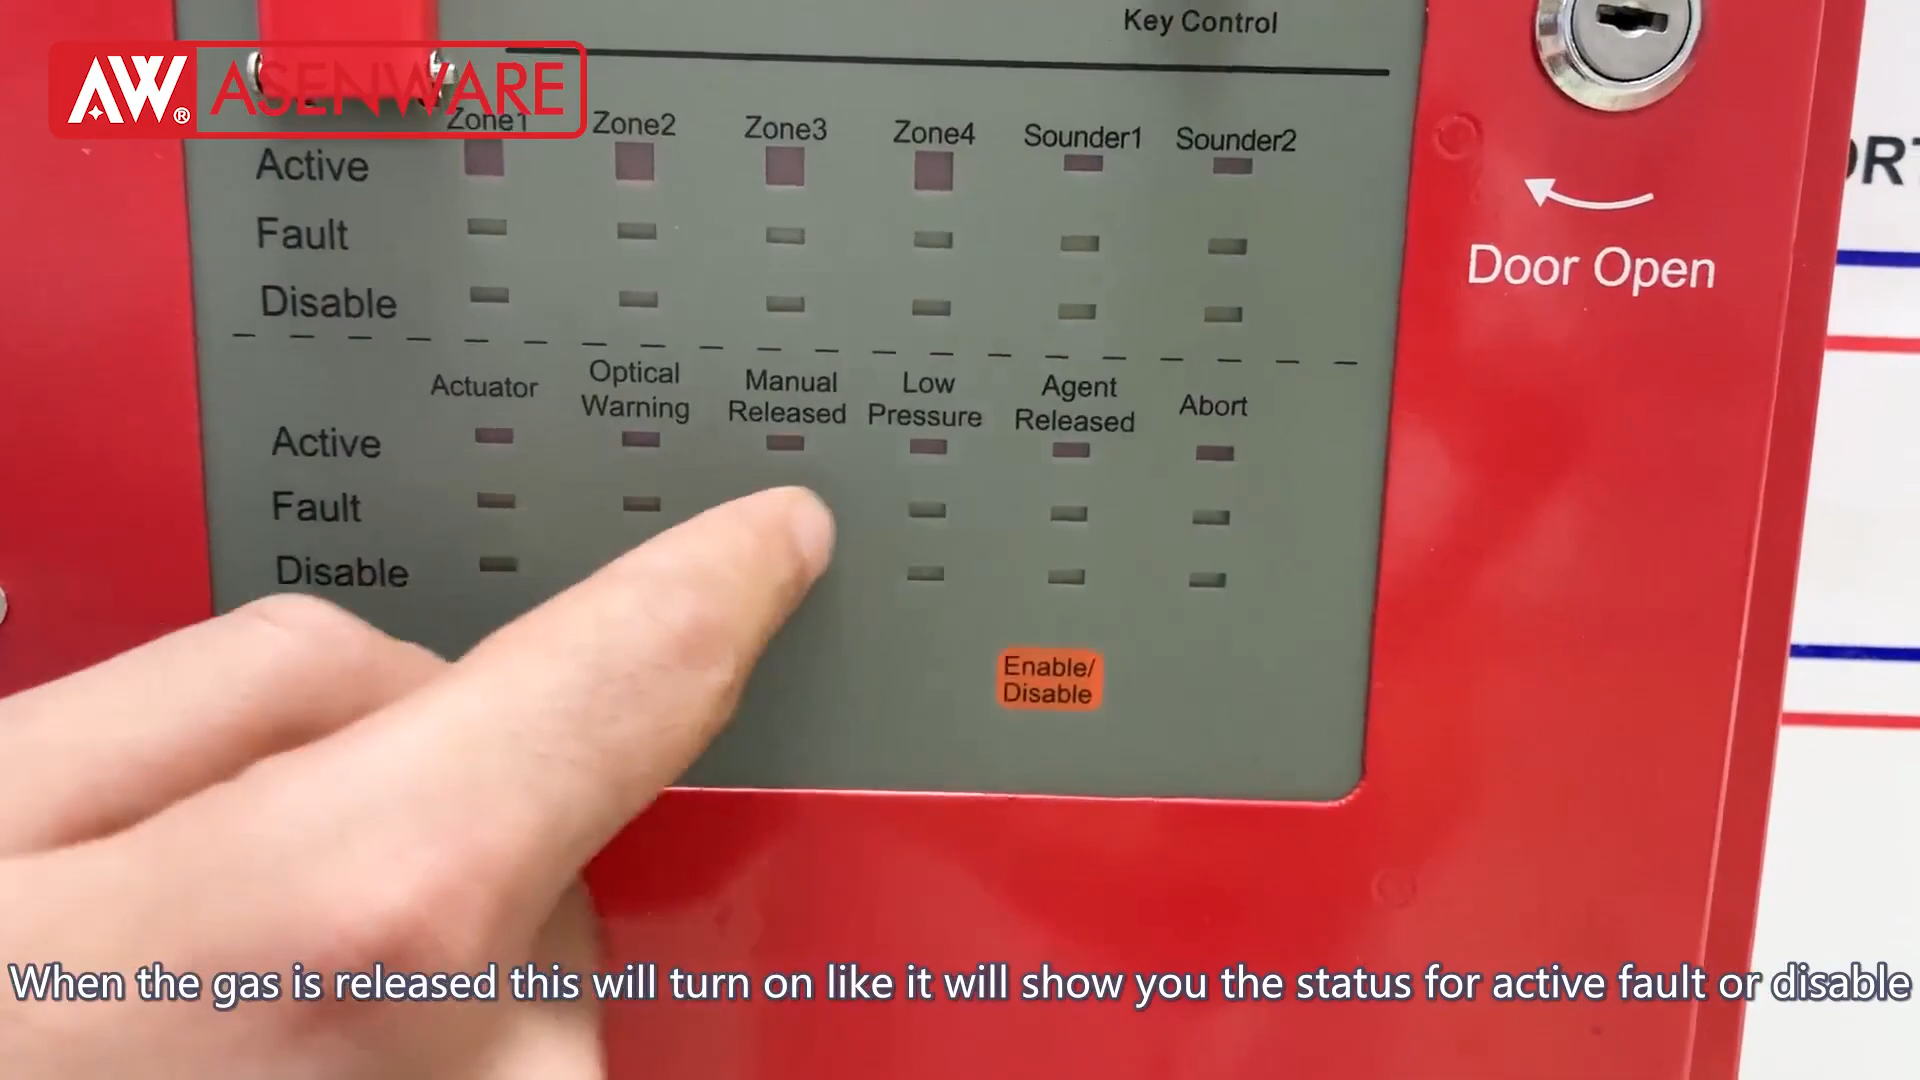 Key Control
AW® ASENWARE
Zone1 Zone2 Zone3 Zone4 Sounder1 Sounder2
Active
Fault
Disable
Door Open
Actuator Optical Warning Manual Released Low Pressure Agent Released Abort
Active
Fault
Disable
Enable/
Disable
When the gas is released this will turn on like it will show you the status for active fault or disable